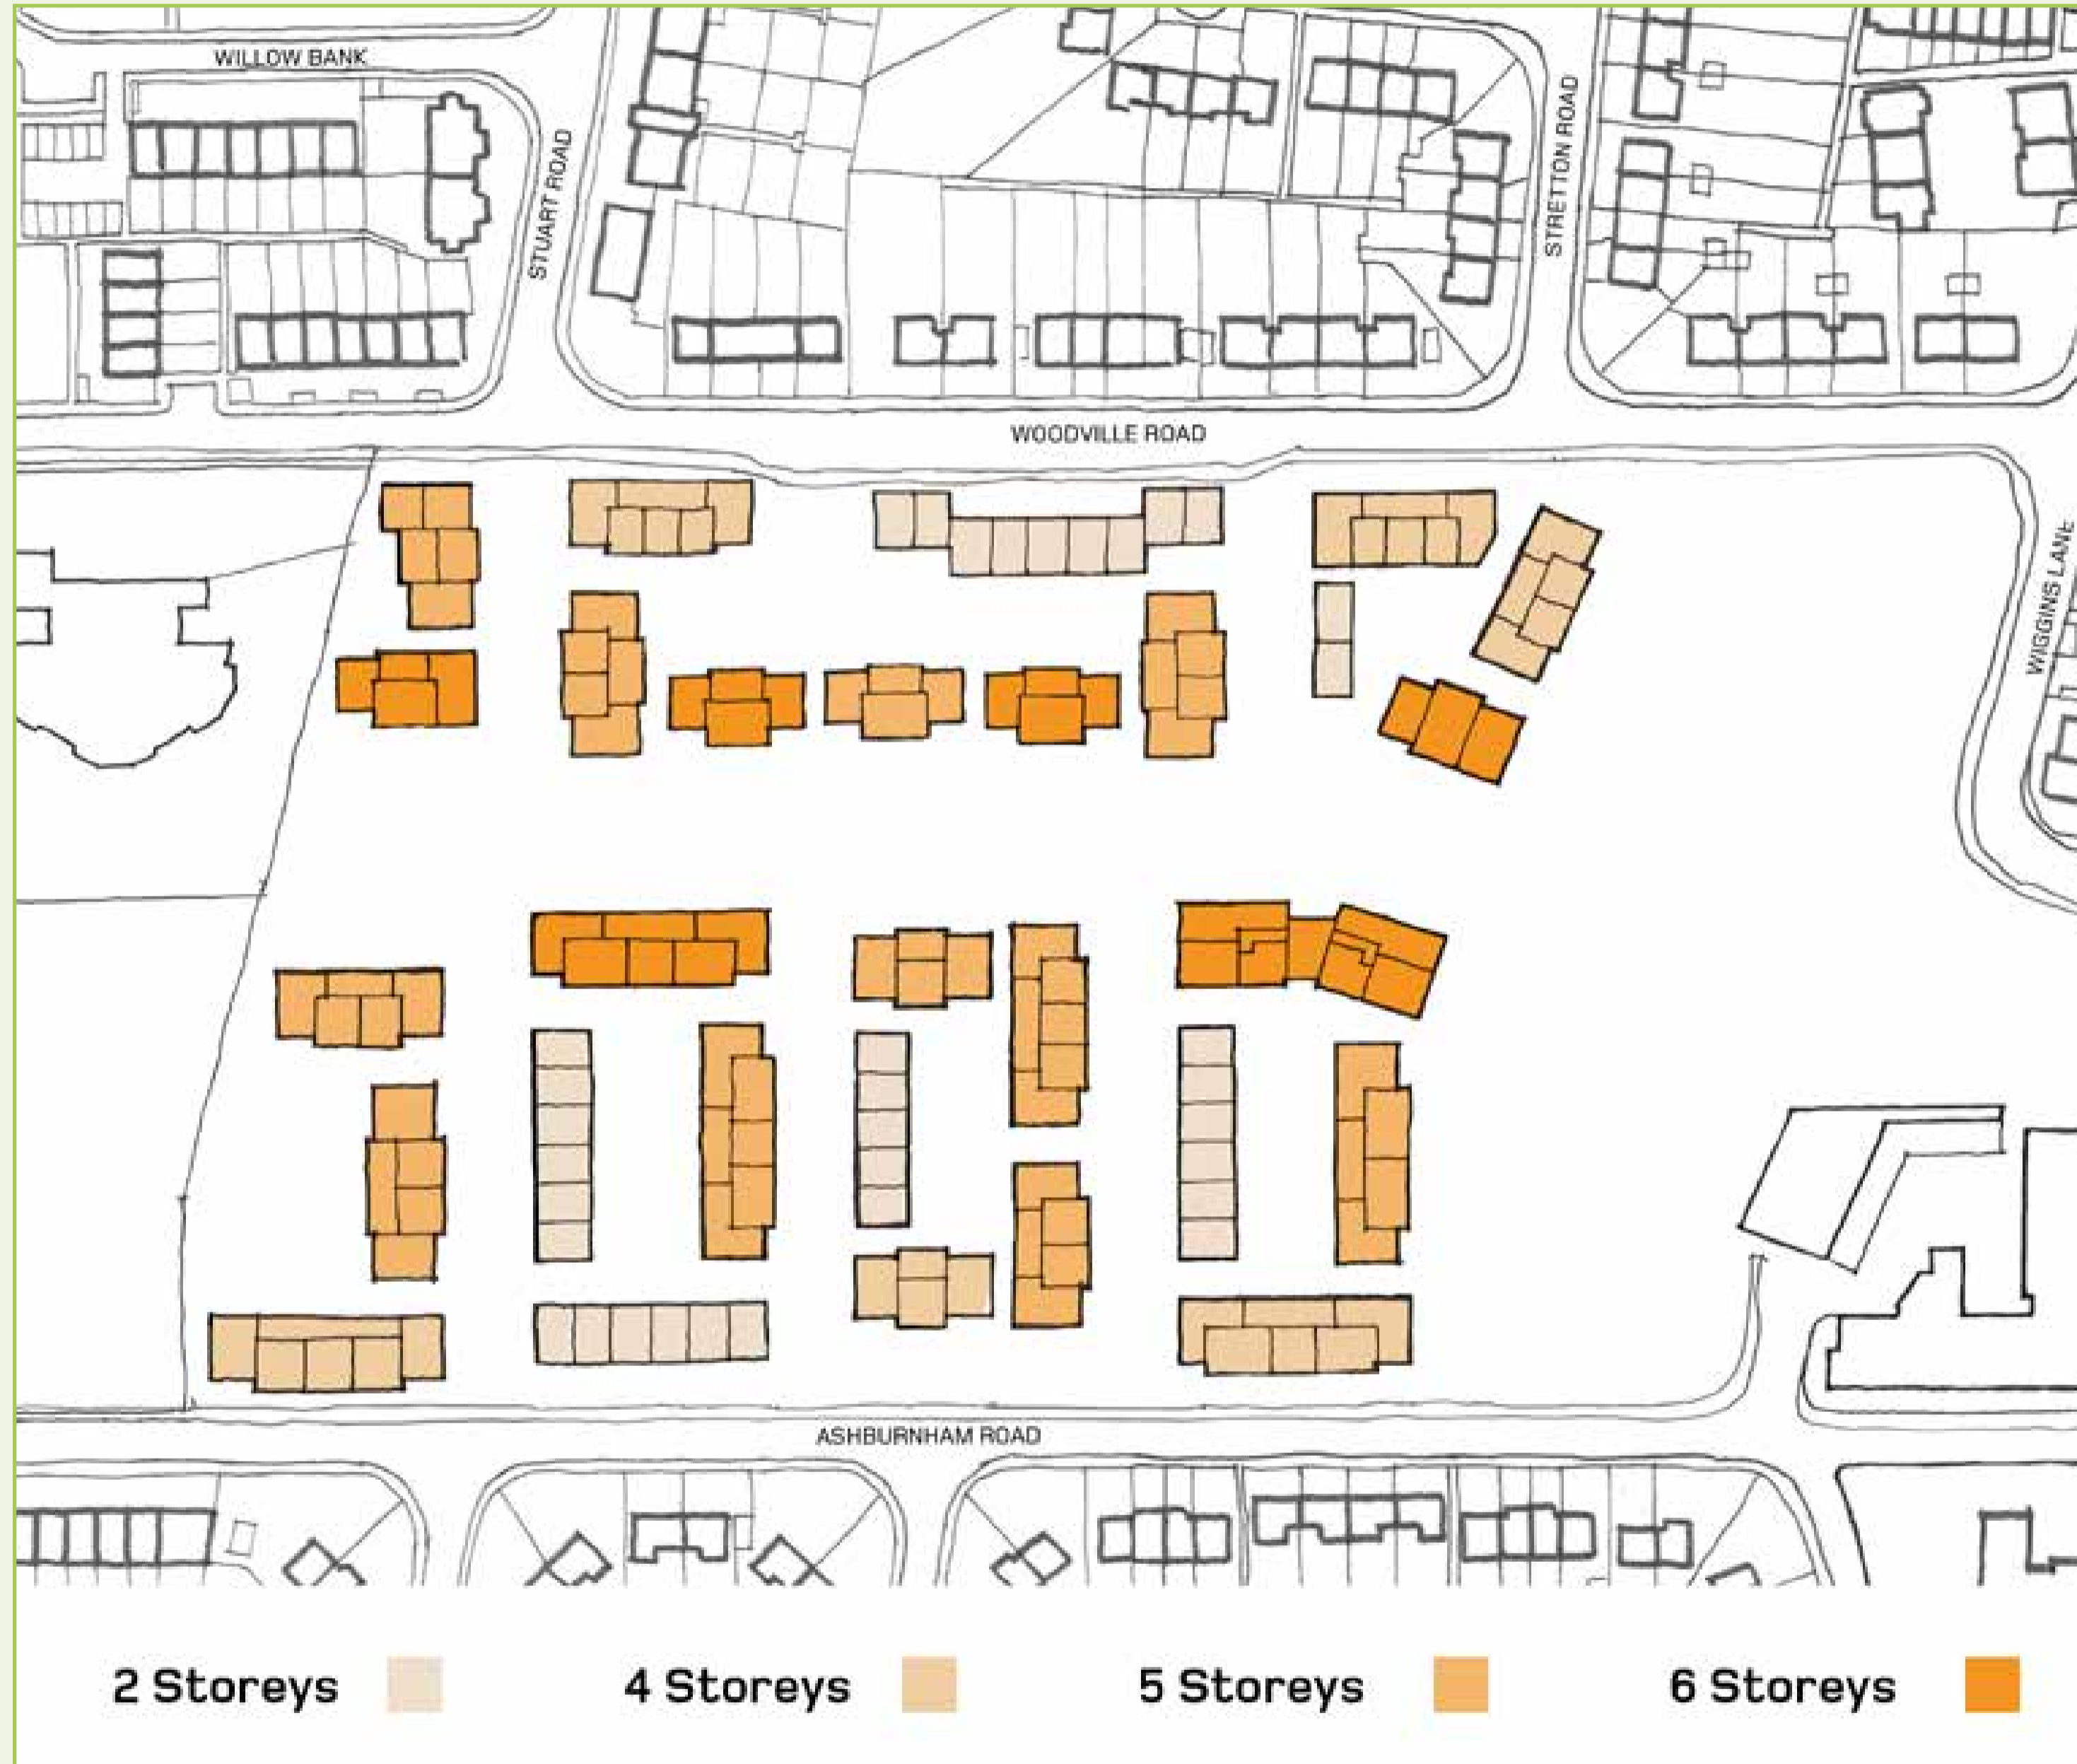 WILLOW BANK
STUART ROAD
STRETTON ROAD
WOODVILLE ROAD
WIGGINS LANE
ASHBURNHAM ROAD
2 Storeys
4 Storeys
5 Storeys
6 Storeys